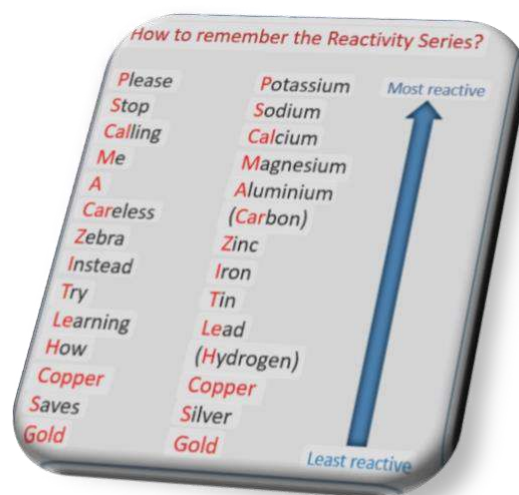 How to remember the Reactivity Series?
Please Potassium Most reactive
Stop Sodium
Calling Calcium
Me Magnesium
A Aluminium
Careless (Carbon)
Zebra Zinc
Instead Iron
Try Tin
Learning Lead
How (Hydrogen)
Copper Copper
Saves Silver
Gold Gold Least reactive